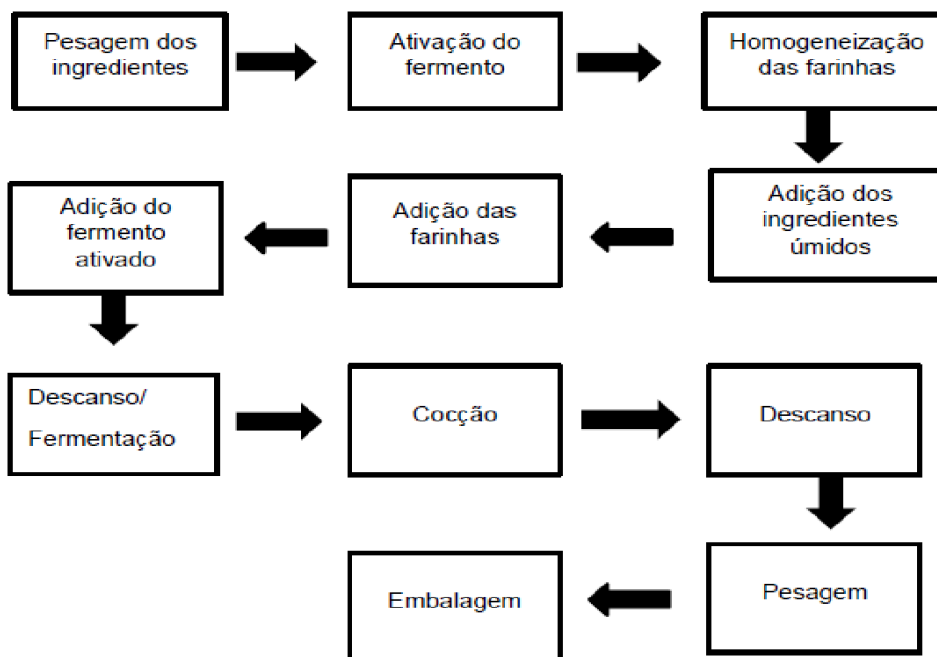 Pesagem dos
ingredientes
Ativação do
fermento
Homogeneização
das farinhas
Adição dos
ingredientes
úmidos
Adição das
farinhas
Adição do
fermento
ativado
Descanso/
Fermentação
Cocção
Descanso
Pesagem
Embalagem